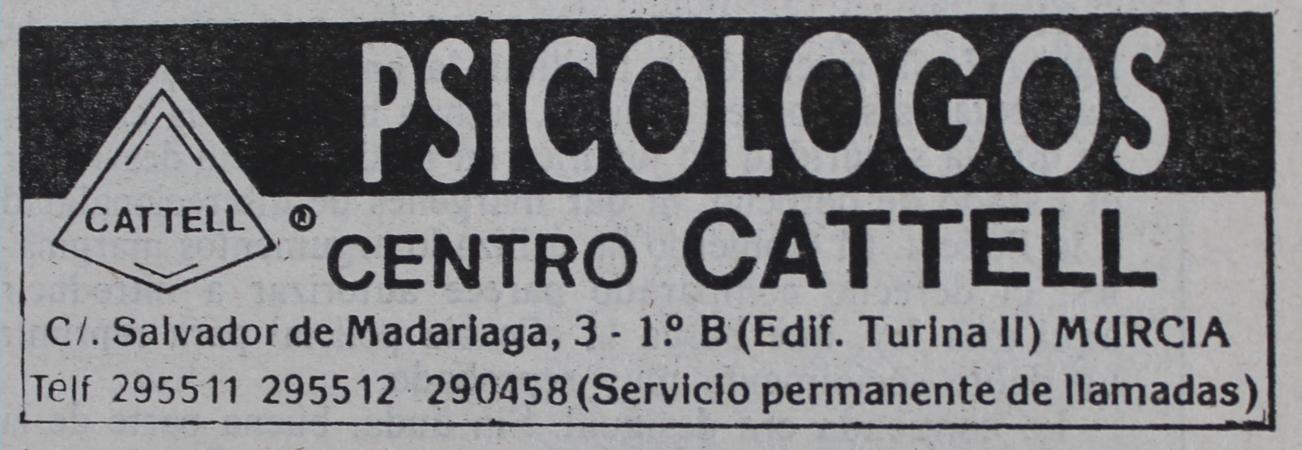 PSICOLOGOS
CATTELL ®
CENTRO CATTELL
C/. Salvador de Madariaga, 3 - 1.º B (Edif. Turina II) MURCIA
Telf 295511 295512 290458 (Servicio permanente de llamadas)